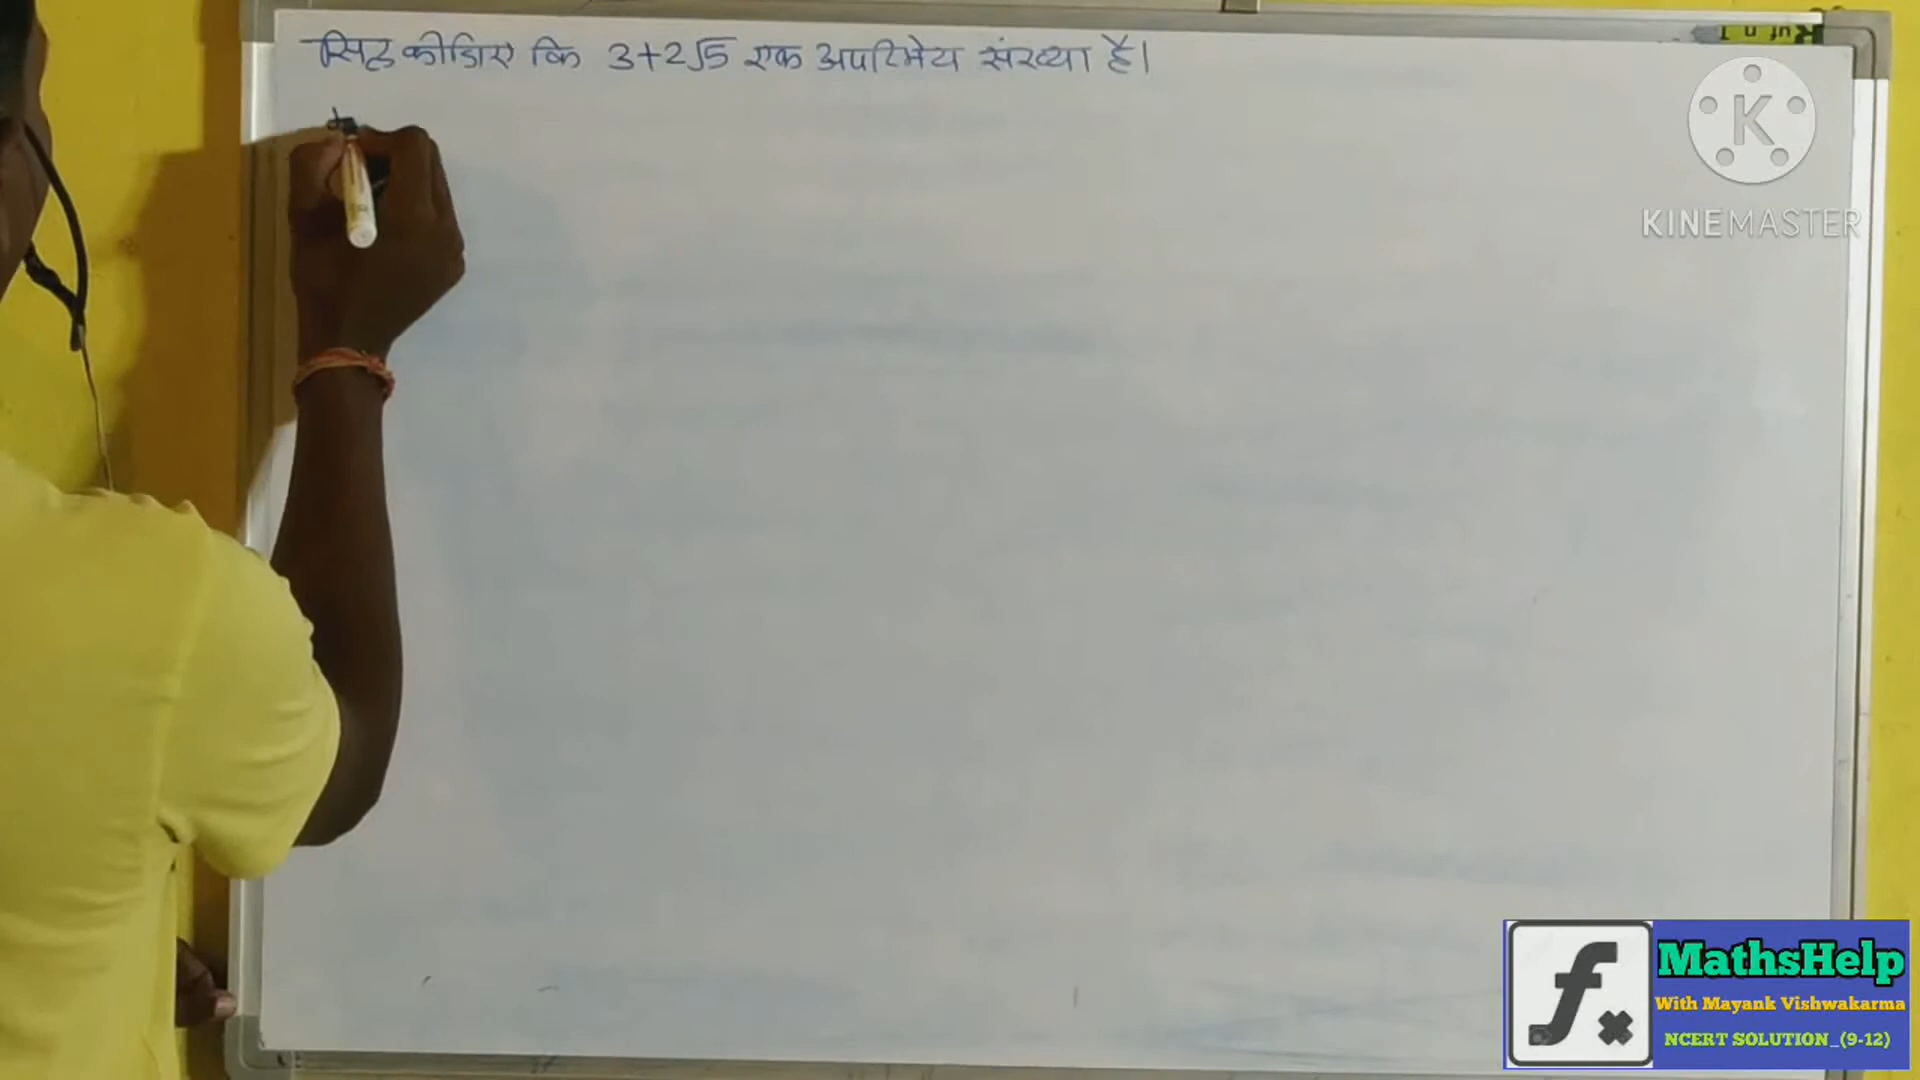 सिद्ध कीजिए कि 3+2√5 एक अपरिमेय संख्या है।
K
KINEMASTER
MathsHelp
With Mayank Vishwakarma
NCERT SOLUTION_(9-12)